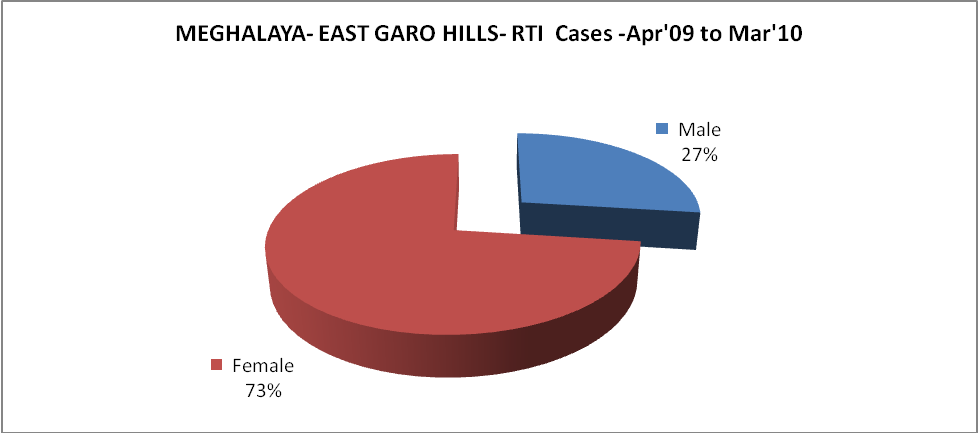 MEGHALAYA- EAST GARO HILLS- RTI  Cases -Apr'09 to Mar'10
Male
27%
Female
73%